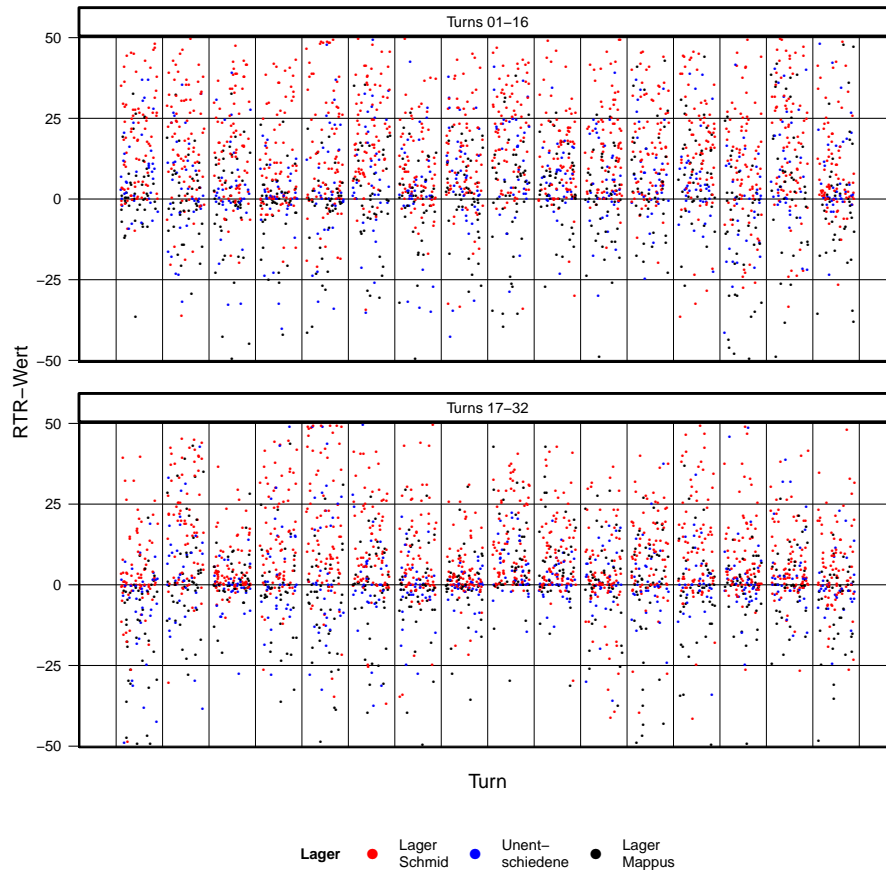 Turns 01−16
50
25
0
−25
−50
RTR−Wert
Turns 17−32
50
25
0
−25
−50
Turn
Lager
Lager
Schmid
Unent−
schiedene
Lager
Mappus